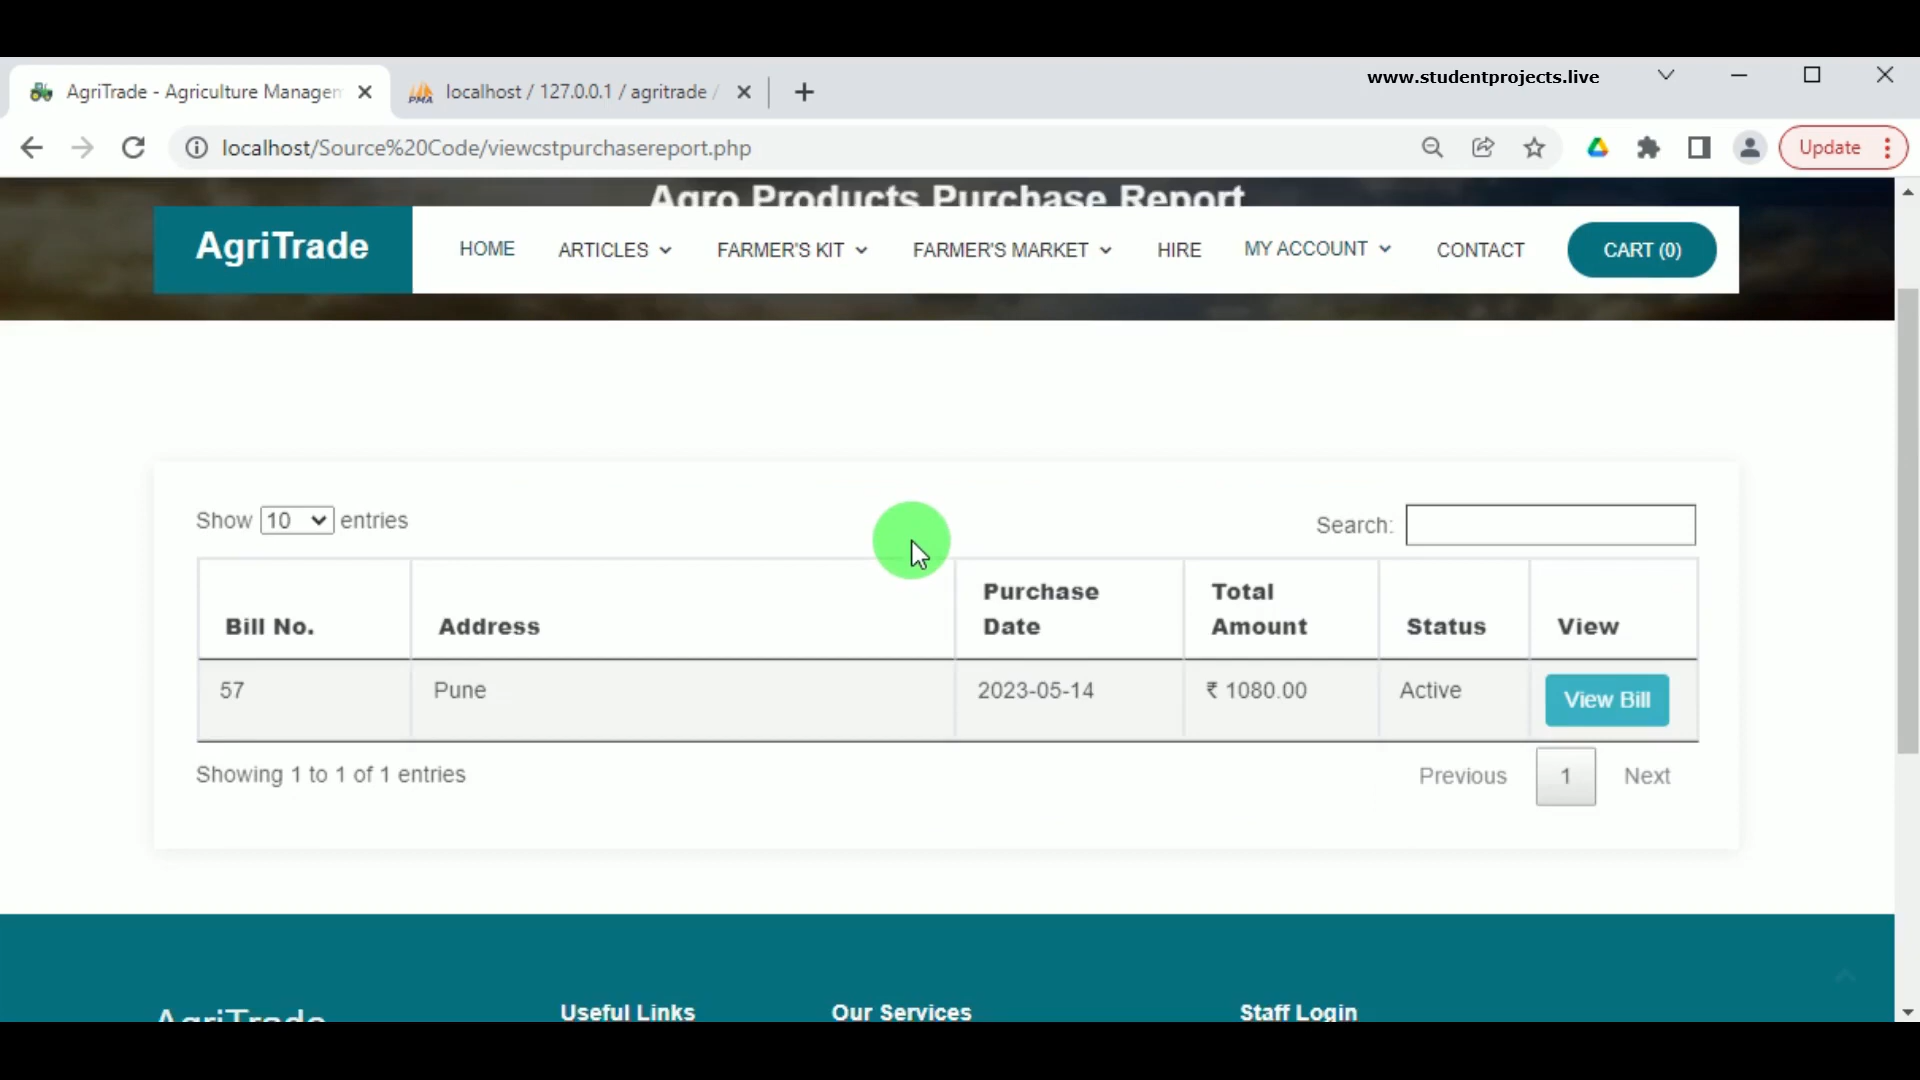 www.studentprojects.live
AgriTrade - Agriculture Managem
PMA localhost / 127.0.0.1 / agritrade /
localhost/Source%20Code/viewcstpurchasereport.php
Update
Agro Products Purchase Report
AgriTrade HOME ARTICLES FARMER'S KIT FARMER'S MARKET HIRE MY ACCOUNT CONTACT CART (0)
Show 10 entries
Search:
Bill No. Address Purchase Date Total Amount Status View
57 Pune 2023-05-14 ₹ 1080.00 Active View Bill
Showing 1 to 1 of 1 entries
Previous 1 Next
AgriTrade Useful Links Our Services Staff Login